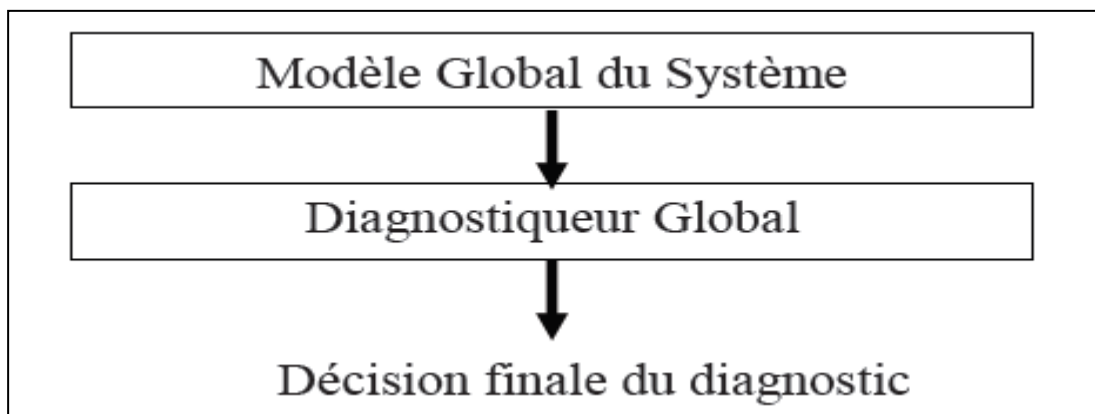 Modèle Global du Système
Diagnostiqueur Global
Décision finale du diagnostic